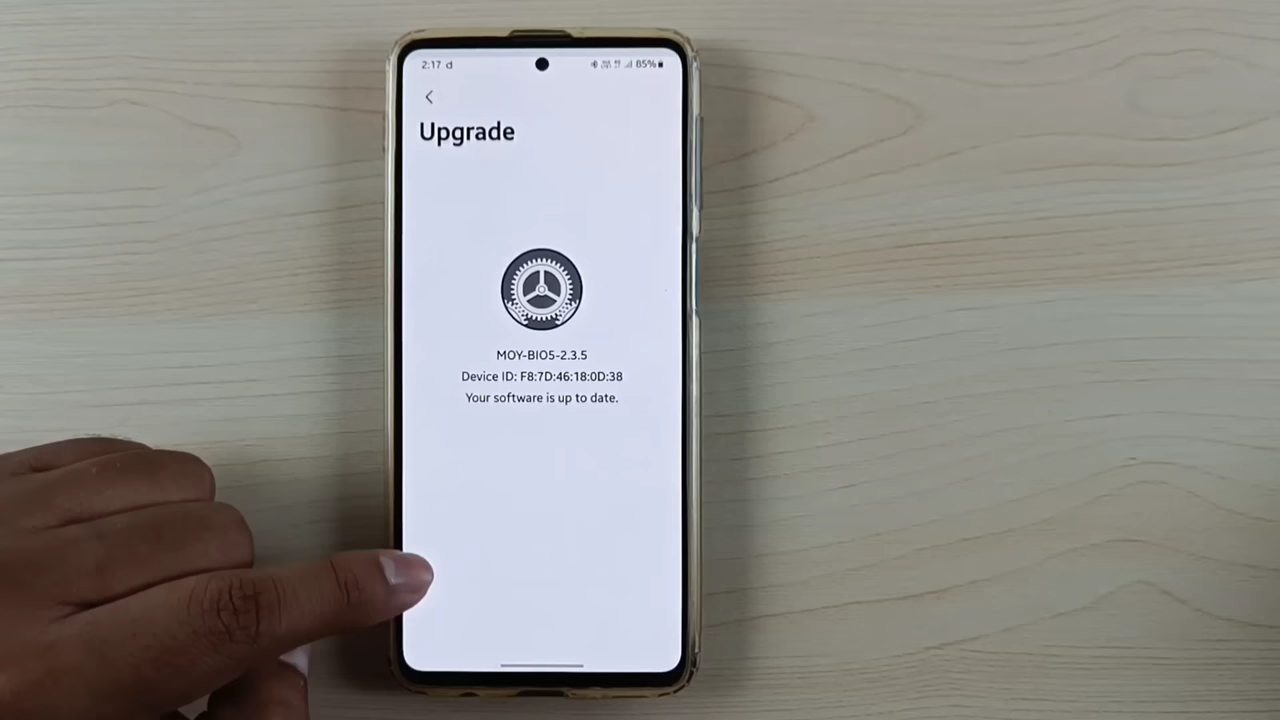 2:17 d
85%
Upgrade
MOY-BIO5-2.3.5
Device ID: F8:7D:46:18:0D:38
Your software is up to date.